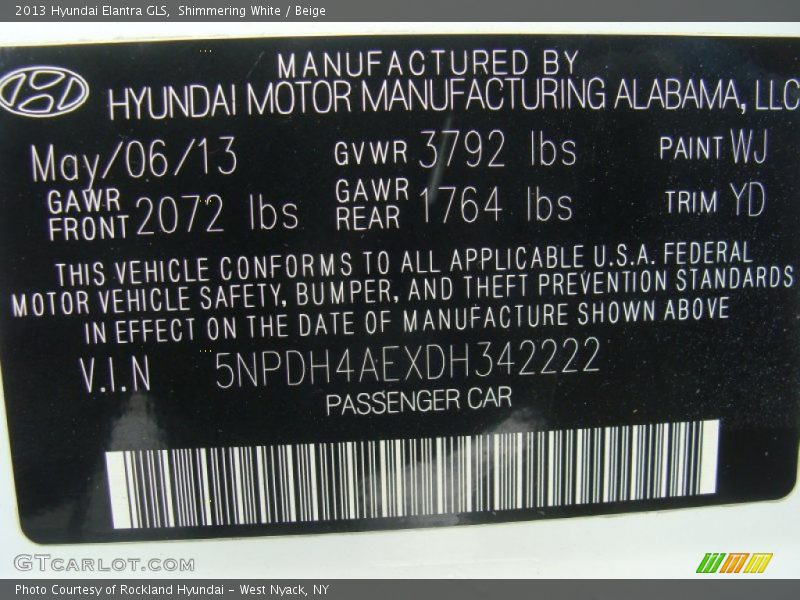 2013 Hyundai Elantra GLS,  Shimmering White / Beige
MANUFACTURED BY
HYUNDAI MOTOR MANUFACTURING ALABAMA, LLC
May/06/13 GVWR 3792 lbs PAINT WJ
GAWR FRONT 2072 lbs GAWR REAR 1764 lbs TRIM YD
THIS VEHICLE CONFORMS TO ALL APPLICABLE U.S.A. FEDERAL
MOTOR VEHICLE SAFETY, BUMPER, AND THEFT PREVENTION STANDARDS
IN EFFECT ON THE DATE OF MANUFACTURE SHOWN ABOVE
V.I.N 5NPDH4AEXDH342222
PASSENGER CAR
GTCARLOT.COM
Photo Courtesy of Rockland Hyundai - West Nyack, NY